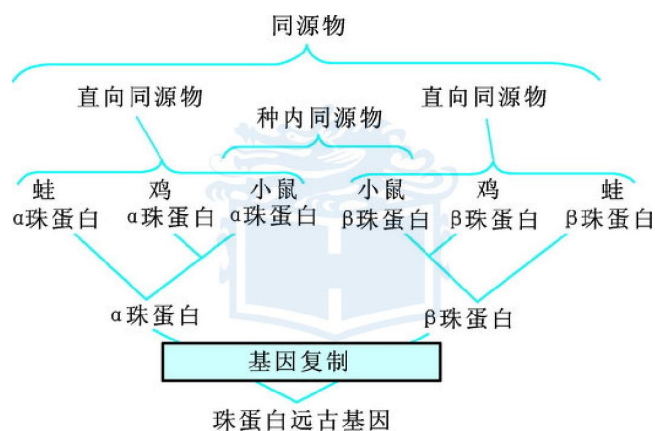 同源物
直向同源物
直向同源物
种内同源物
蛙 鸡 小鼠 小鼠 鸡 蛙
α珠蛋白 α珠蛋白 α珠蛋白 β珠蛋白 β珠蛋白 β珠蛋白
α珠蛋白 β珠蛋白
基因复制
珠蛋白远古基因